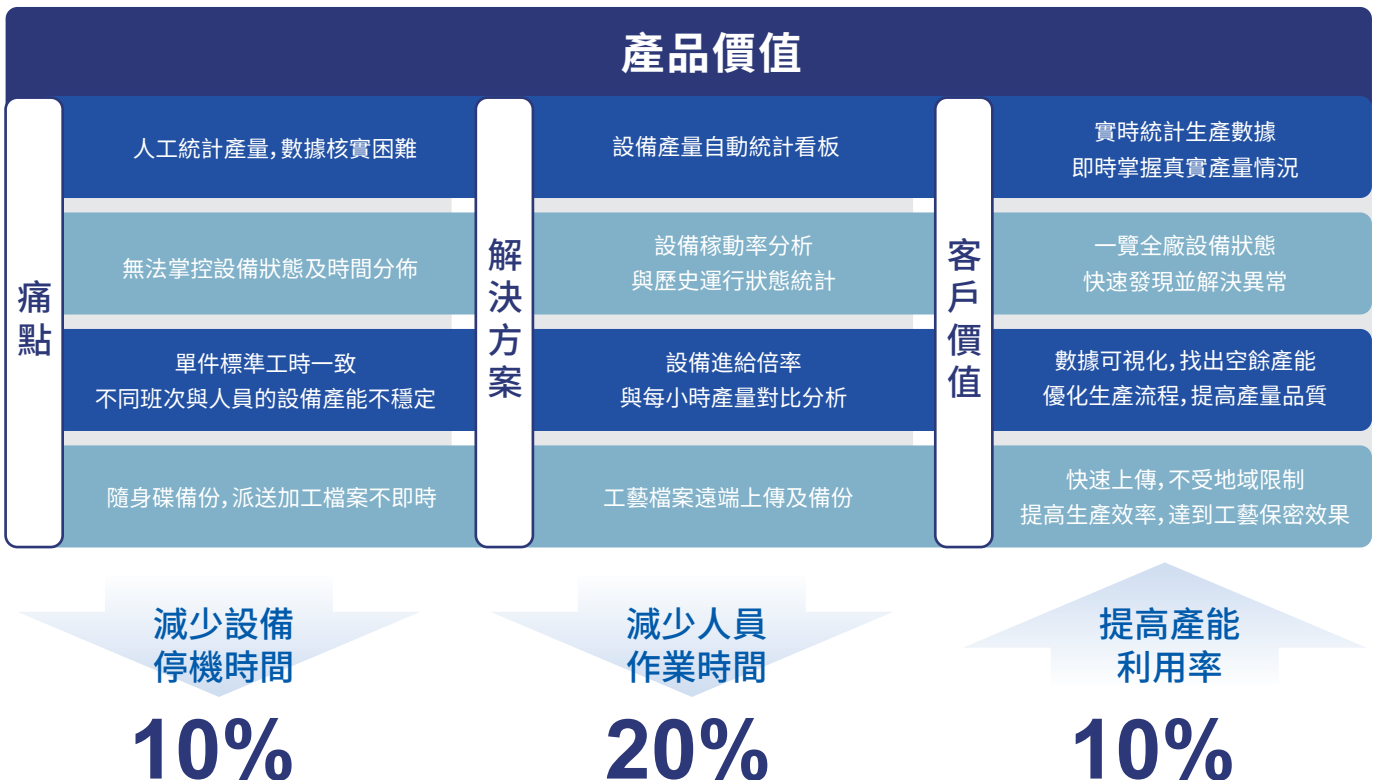 產品價值
痛點
人工統計產量,數據核實困難
無法掌控設備狀態及時間分佈
單件標準工時一致
不同班次與人員的設備產能不穩定
隨身碟備份,派送加工檔案不即時
解決方案
設備產量自動統計看板
設備稼動率分析
與歷史運行狀態統計
設備進給倍率
與每小時產量對比分析
工藝檔案遠端上傳及備份
客戶價值
實時統計生產數據
即時掌握真實產量情況
一覽全廠設備狀態
快速發現並解決異常
數據可視化,找出空餘產能
優化生產流程,提高產量品質
快速上傳,不受地域限制
提高生產效率,達到工藝保密效果
減少設備
停機時間
10%
減少人員
作業時間
20%
提高產能
利用率
10%